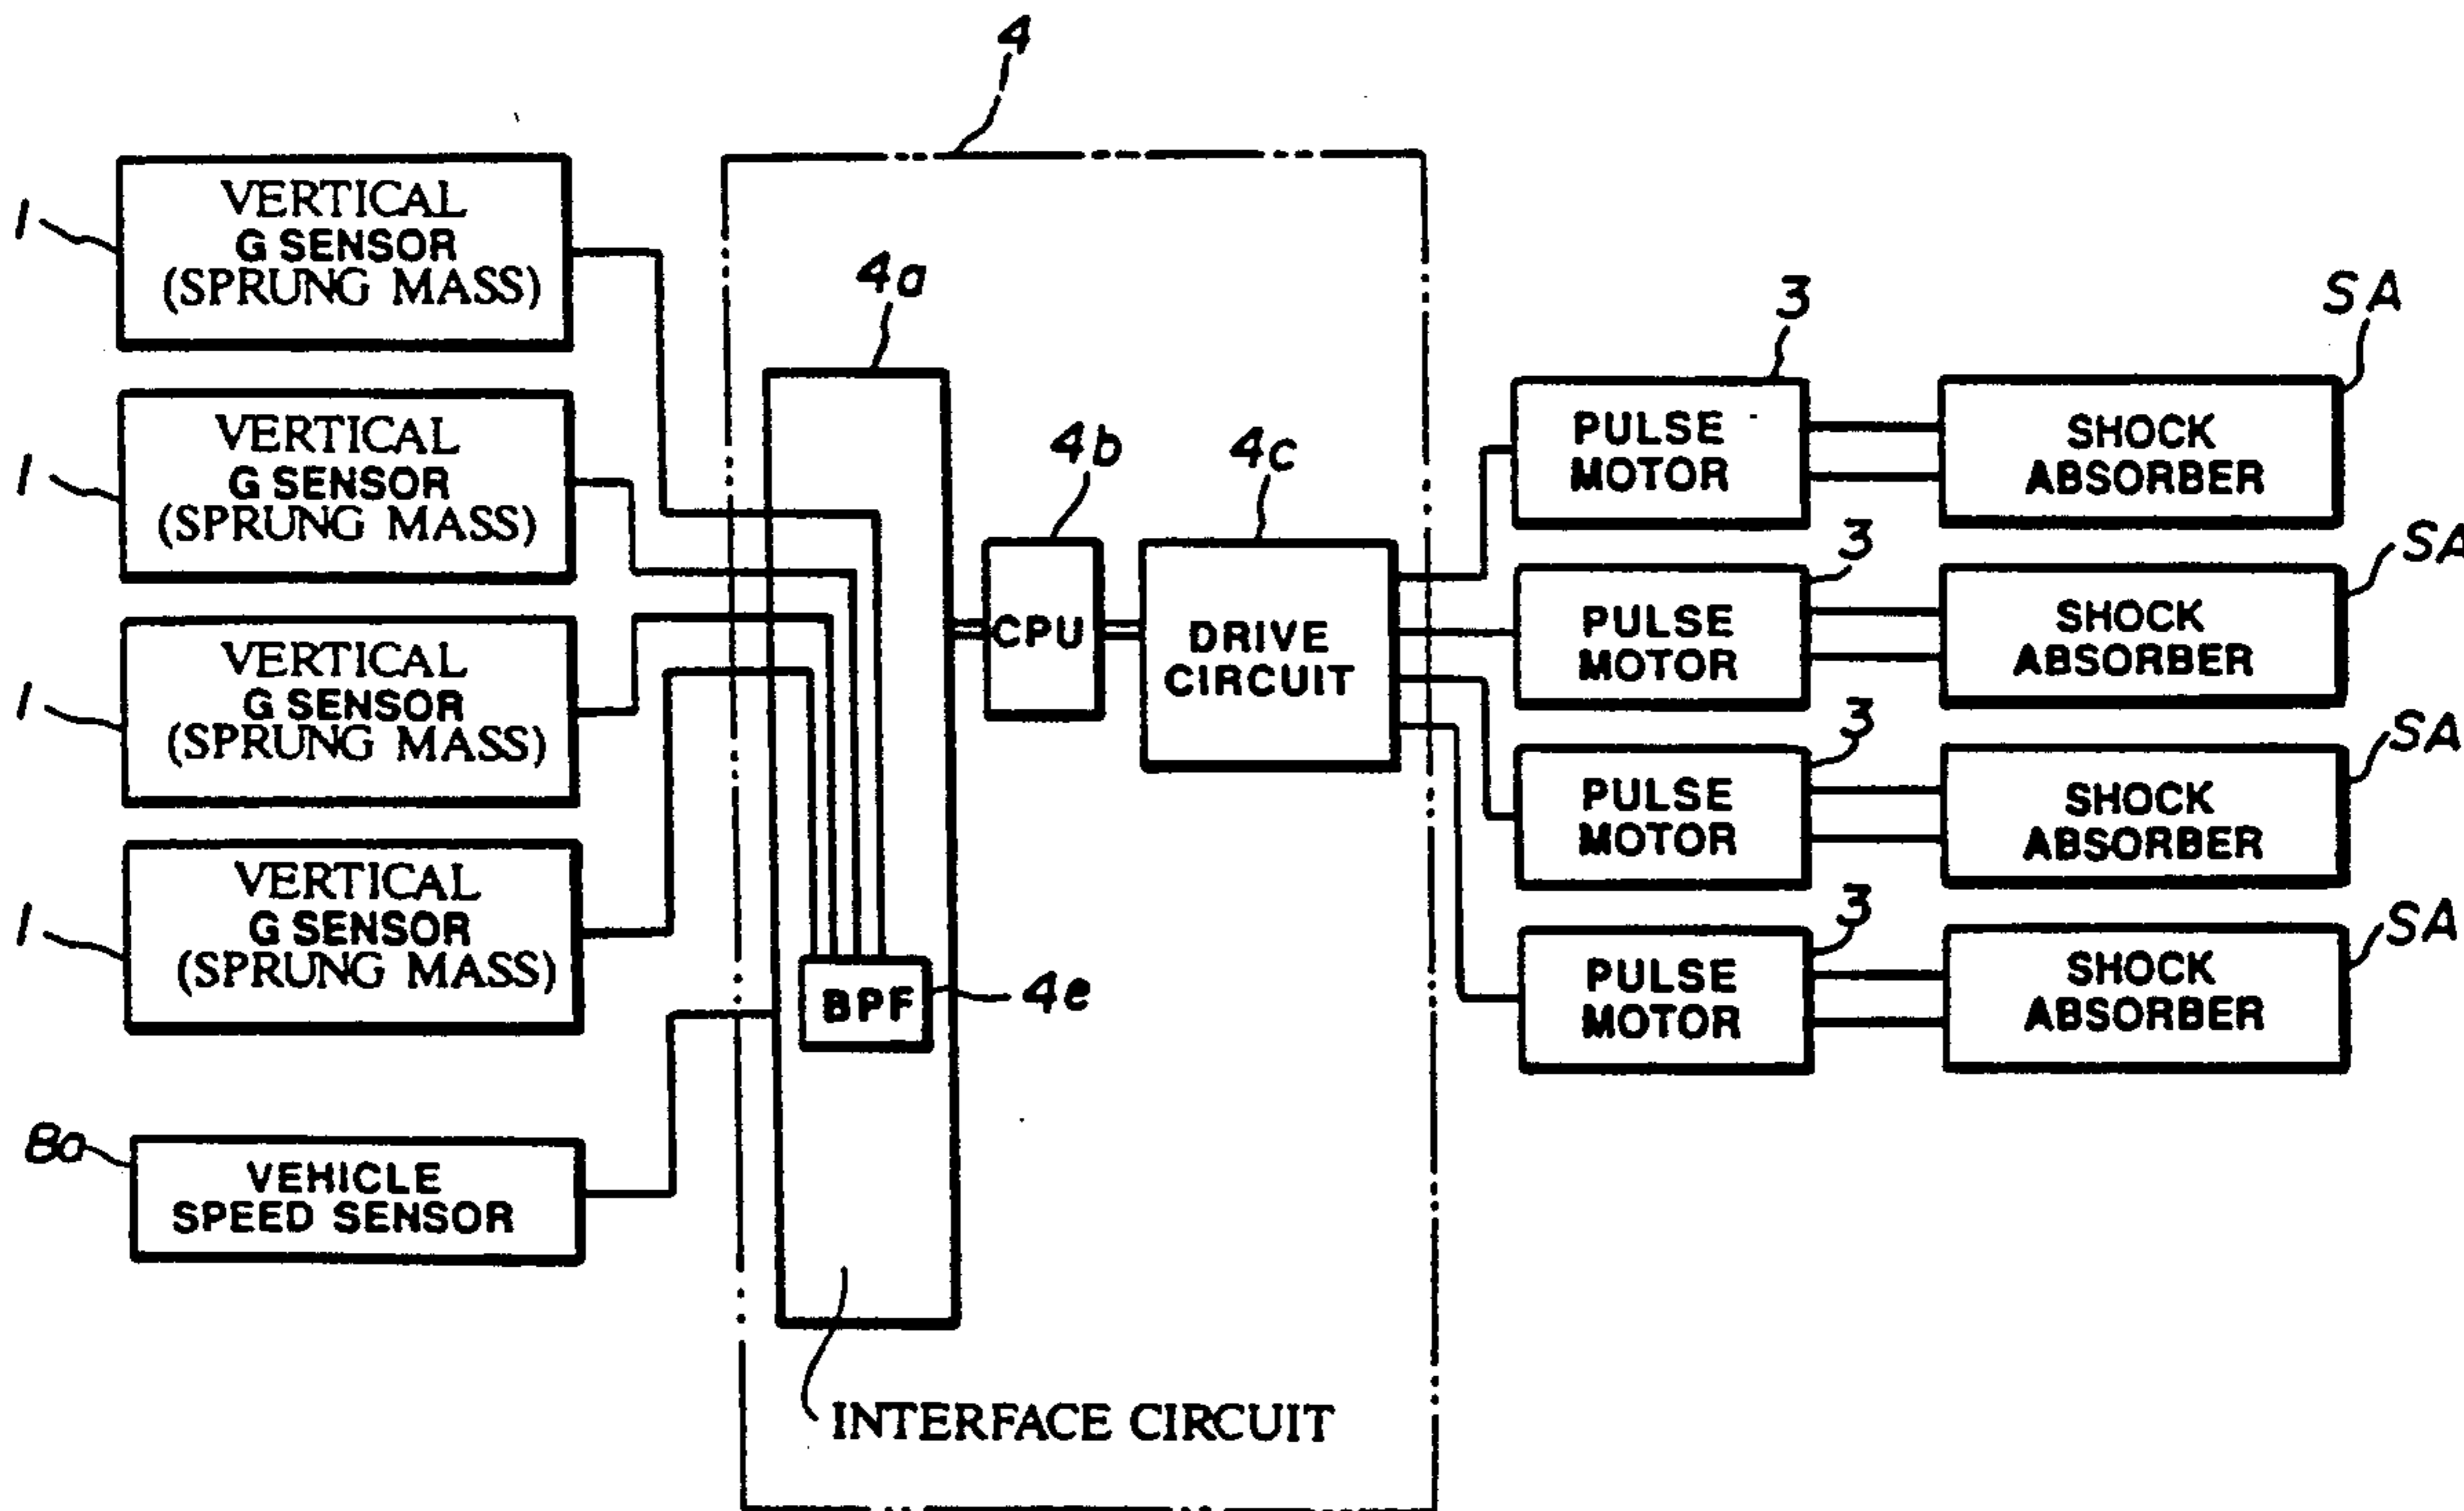 4
1
VERTICAL
G SENSOR
(SPRUNG MASS)
1
VERTICAL
G SENSOR
(SPRUNG MASS)
1
VERTICAL
G SENSOR
(SPRUNG MASS)
1
VERTICAL
G SENSOR
(SPRUNG MASS)
80
VEHICLE
SPEED SENSOR
4a
BPF
4e
INTERFACE CIRCUIT
4b
CPU
4c
DRIVE
CIRCUIT
3
PULSE
MOTOR
SA
SHOCK
ABSORBER
3
PULSE
MOTOR
SA
SHOCK
ABSORBER
3
PULSE
MOTOR
SA
SHOCK
ABSORBER
3
PULSE
MOTOR
SA
SHOCK
ABSORBER